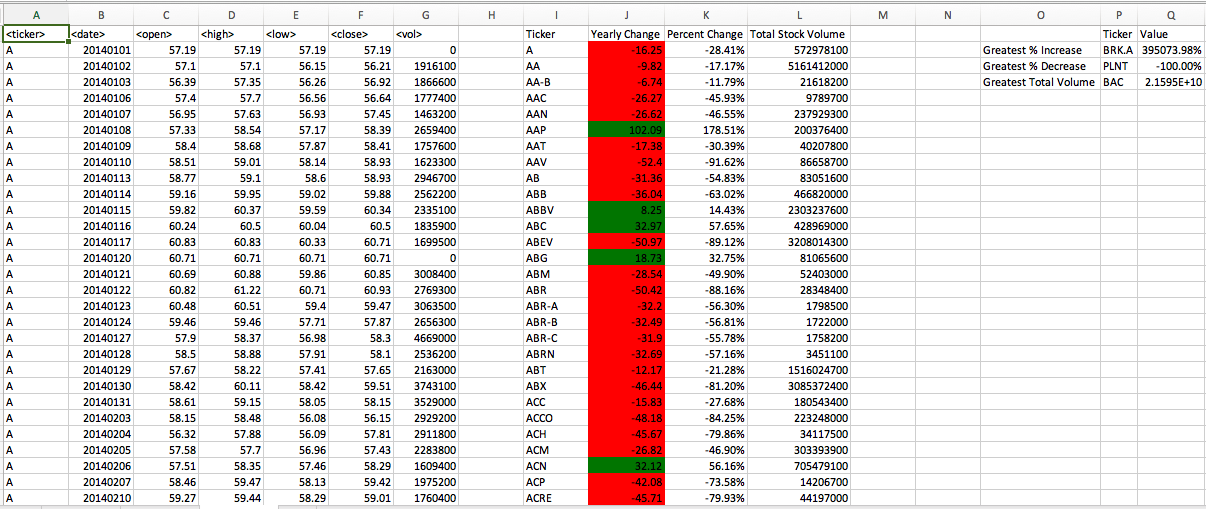 A B C D E F G H I J K L M N O P Q
<ticker> <date> <open> <high> <low> <close> <vol> Ticker Yearly Change Percent Change Total Stock Volume Ticker Value
A 20140101 57.19 57.19 57.19 57.19 0 A -16.25 -28.41% 572978100 Greatest % Increase BRK.A 395073.98%
A 20140102 57.1 57.1 56.15 56.21 1916100 AA -9.82 -17.17% 5161412000 Greatest % Decrease PLNT -100.00%
A 20140103 56.39 57.35 56.26 56.92 1866600 AA-B -6.74 -11.79% 21618200 Greatest Total Volume BAC 2.1595E+10
A 20140106 57.4 57.7 56.56 56.64 1777400 AAC -26.27 -45.93% 9789700
A 20140107 56.95 57.63 56.93 57.45 1463200 AAN -26.62 -46.55% 237929300
A 20140108 57.33 58.54 57.17 58.39 2659400 AAP 102.09 178.51% 200376400
A 20140109 58.4 58.68 57.87 58.41 1757600 AAT -17.38 -30.39% 40207800
A 20140110 58.51 59.01 58.14 58.93 1623300 AAV -52.4 -91.62% 86658700
A 20140113 58.77 59.1 58.6 58.93 2946700 AB -31.36 -54.83% 83051600
A 20140114 59.16 59.95 59.02 59.88 2562200 ABB -36.04 -63.02% 466820000
A 20140115 59.82 60.37 59.59 60.34 2335100 ABBV 8.25 14.43% 2303237600
A 20140116 60.24 60.5 60.04 60.5 1835900 ABC 32.97 57.65% 428969000
A 20140117 60.83 60.83 60.33 60.71 1699500 ABEV -50.97 -89.12% 3208014300
A 20140120 60.71 60.71 60.71 60.71 0 ABG 18.73 32.75% 81065600
A 20140121 60.69 60.88 59.86 60.85 3008400 ABM -28.54 -49.90% 52403000
A 20140122 60.82 61.22 60.71 60.93 2769300 ABR -50.42 -88.16% 28348400
A 20140123 60.48 60.51 59.4 59.47 3063500 ABR-A -32.2 -56.30% 1798500
A 20140124 59.46 59.46 57.71 57.87 2656300 ABR-B -32.49 -56.81% 1722000
A 20140127 57.9 58.37 56.98 58.3 4669000 ABR-C -31.9 -55.78% 1758200
A 20140128 58.5 58.88 57.91 58.1 2536200 ABRN -32.69 -57.16% 3451100
A 20140129 57.67 58.22 57.41 57.65 2163000 ABT -12.17 -21.28% 1516024700
A 20140130 58.42 60.11 58.42 59.51 3743100 ABX -46.44 -81.20% 3085372400
A 20140131 58.61 59.15 58.05 58.15 3529000 ACC -15.83 -27.68% 180543400
A 20140203 58.15 58.48 56.08 56.15 2929200 ACCO -48.18 -84.25% 223248000
A 20140204 56.32 57.88 56.09 57.81 2911800 ACH -45.67 -79.86% 34117500
A 20140205 57.58 57.7 56.96 57.43 2283800 ACM -26.82 -46.90% 303393900
A 20140206 57.51 58.35 57.46 58.29 1609400 ACN 32.12 56.16% 705479100
A 20140207 58.46 59.47 58.13 59.42 1975200 ACP -42.08 -73.58% 14206700
A 20140210 59.27 59.44 58.29 59.01 1760400 ACRE -45.71 -79.93% 44197000